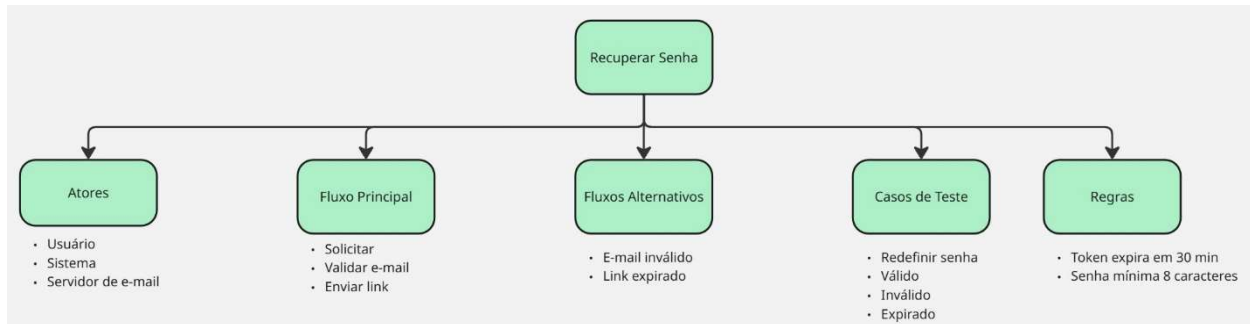 Recuperar Senha
Atores
• Usuário
• Sistema
• Servidor de e-mail
Fluxo Principal
• Solicitar
• Validar e-mail
• Enviar link
Fluxos Alternativos
• E-mail inválido
• Link expirado
Casos de Teste
• Redefinir senha
• Válido
• Inválido
• Expirado
Regras
• Token expira em 30 min
• Senha mínima 8 caracteres